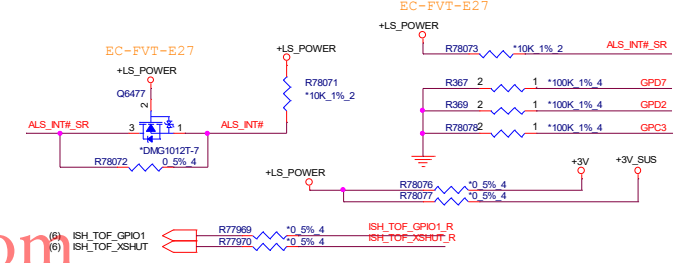 EC-FVT-E27
+LS_POWER
R78073 *10K_1%_2 ALS_INT#_SR
EC-FVT-E27
+LS_POWER
+LS_POWER
Q6477
2
R78071
*10K_1%_2
R367 2 1 *100K_1%_4 GPD7
R369 2 1 *100K_1%_4 GPD2
ALS_INT#_SR 3 1 ALS_INT#
R78078 2 1 *100K_1%_4 GPC3
*DMG1012T-7
R78072 0_5%_4
+LS_POWER
+3V +3V_SUS
R78076 *0_5%_4
R78077 *0_5%_4
(6) ISH_TOF_GPIO1 R77969 *0_5%_4 ISH_TOF_GPIO1_R
(6) ISH_TOF_XSHUT R77970 *0_5%_4 ISH_TOF_XSHUT_R
om